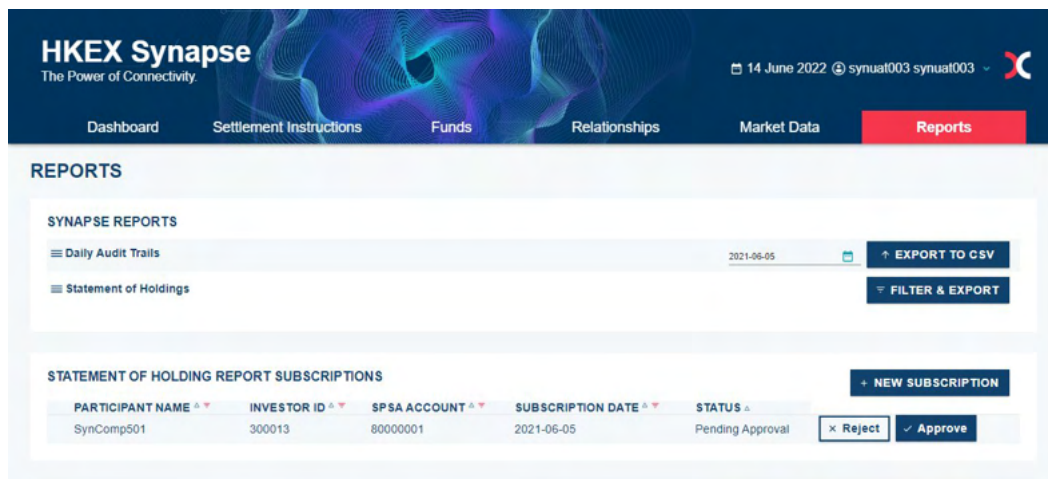 HKEX Synapse
The Power of Connectivity.
14 June 2022 synuat003 synuat003
Dashboard Settlement Instructions Funds Relationships Market Data Reports
REPORTS
SYNAPSE REPORTS
Daily Audit Trails 2021-06-05 EXPORT TO CSV
Statement of Holdings FILTER & EXPORT
STATEMENT OF HOLDING REPORT SUBSCRIPTIONS
+ NEW SUBSCRIPTION
PARTICIPANT NAME INVESTOR ID SPSA ACCOUNT SUBSCRIPTION DATE STATUS
SynComp501 300013 80000001 2021-06-05 Pending Approval × Reject ✓ Approve